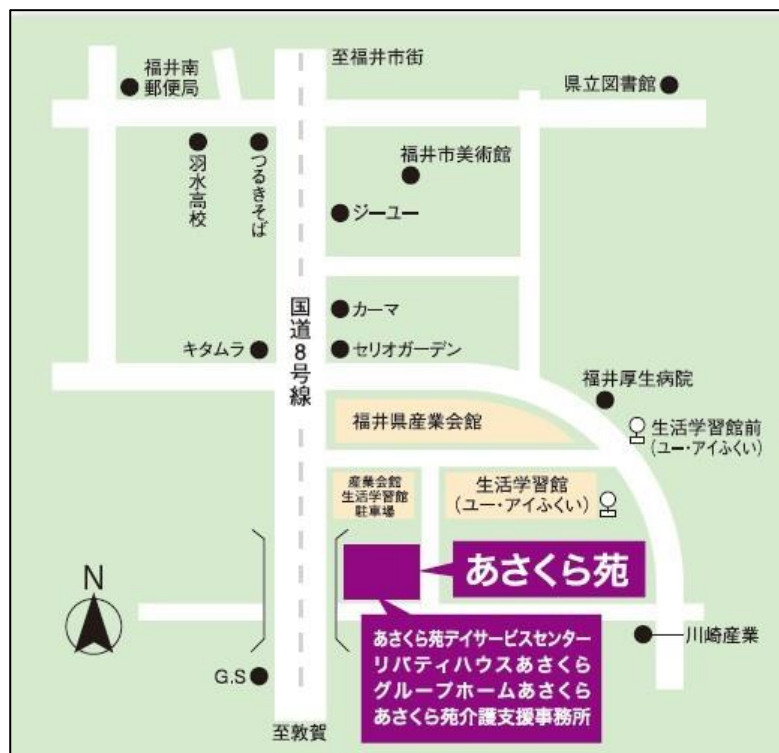 至福井市街
福井南
郵便局
県立図書館
羽水高校
つるきそば
福井市美術館
ジーユー
国道8号線
カーマ
キタムラ
セリオガーデン
福井厚生病院
福井県産業会館
生活学習館前
(ユー・アイふくい)
産業会館
生活学習館
駐車場
生活学習館
(ユー・アイふくい)
あさくら苑
N
あさくら苑デイサービスセンター
リバティハウスあさくら
グループホームあさくら
あさくら苑介護支援事務所
川崎産業
G.S
至敦賀